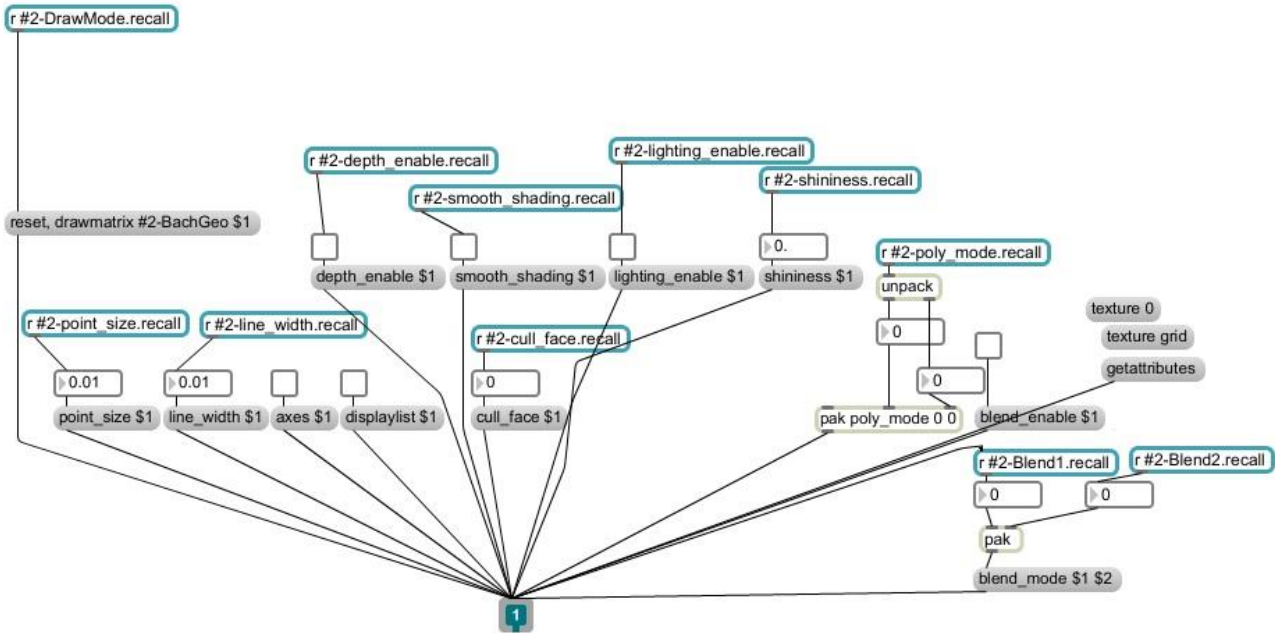 r #2-DrawMode.recall
r #2-lighting_enable.recall
r #2-depth_enable.recall
r #2-shininess.recall
r #2-smooth_shading.recall
reset, drawmatrix #2-BachGeo $1
0.
r #2-poly_mode.recall
depth_enable $1
smooth_shading $1
lighting_enable $1
shininess $1
unpack
texture 0
r #2-point_size.recall
r #2-line_width.recall
0
texture grid
r #2-cull_face.recall
getattributes
0.01
0.01
0
0
point_size $1
line_width $1
axes $1
displaylist $1
cull_face $1
pak poly_mode 0 0
blend_enable $1
r #2-Blend1.recall
r #2-Blend2.recall
0
0
pak
blend_mode $1 $2
1